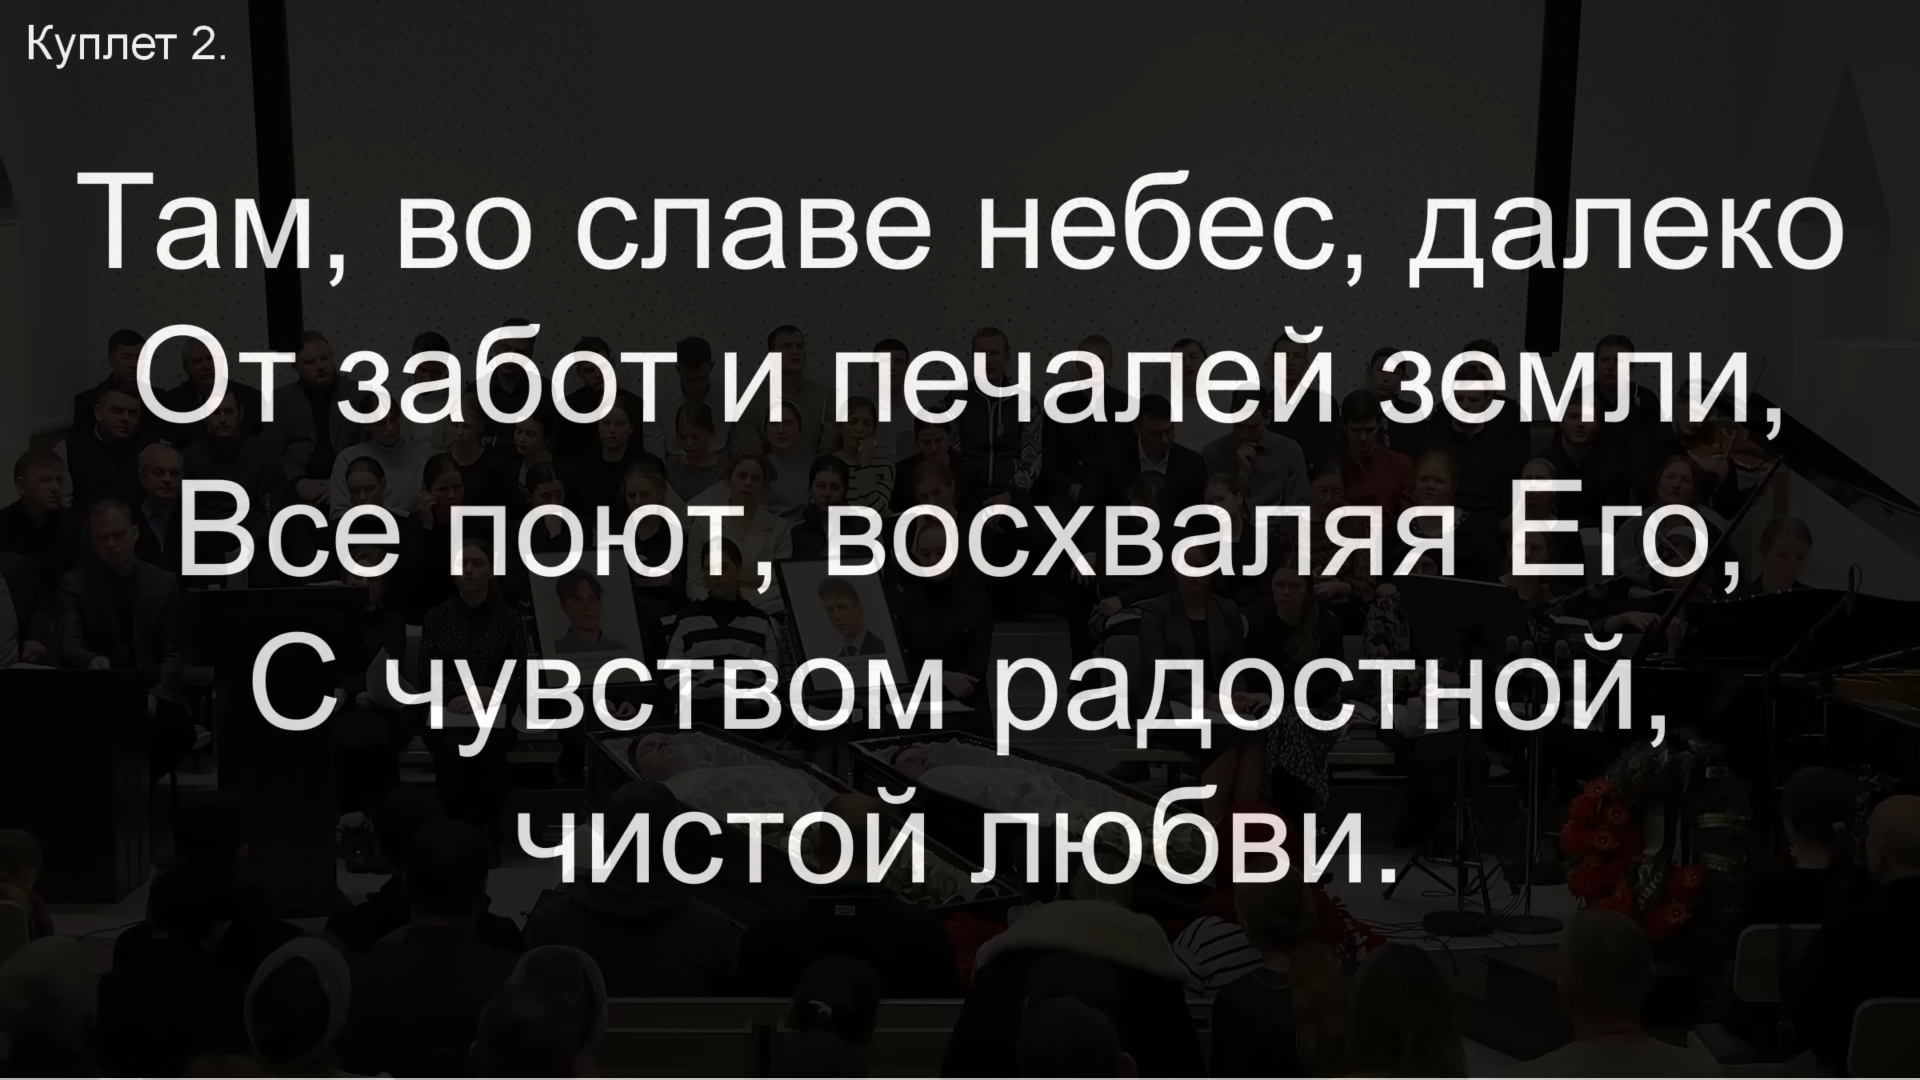 Куплет 2.
Там, во славе небес, далеко
От забот и печалей земли,
Все поют, восхваляя Его,
С чувством радостной,
чистой любви.